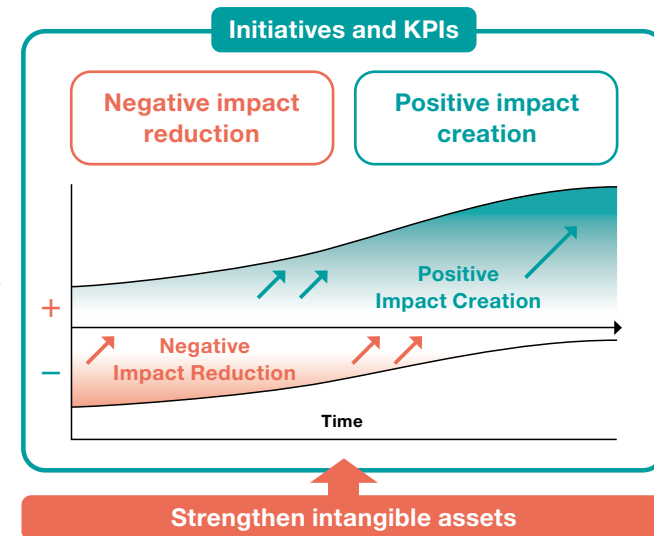 Initiatives and KPIs
Negative impact
reduction
Positive impact
creation
Positive
Impact Creation
+
Negative
Impact Reduction
−
Time
Strengthen intangible assets